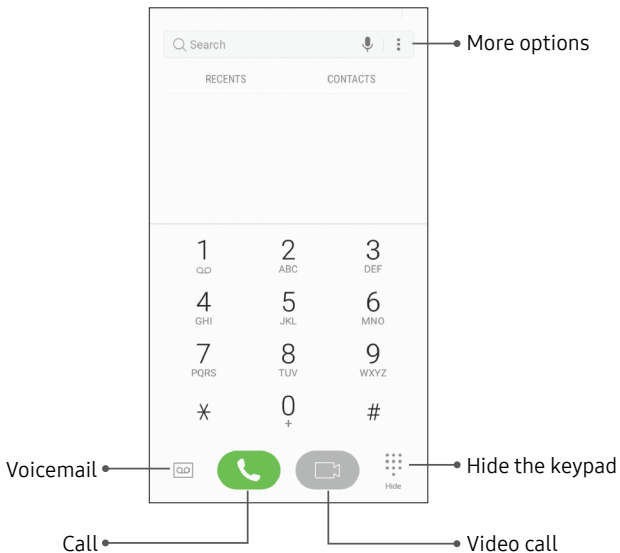 Search
More options
RECENTS CONTACTS
1 2 3
ABC DEF
4 5 6
GHI JKL MNO
7 8 9
PQRS TUV WXYZ
* 0 #
+
Voicemail
Hide
Hide the keypad
Call
Video call